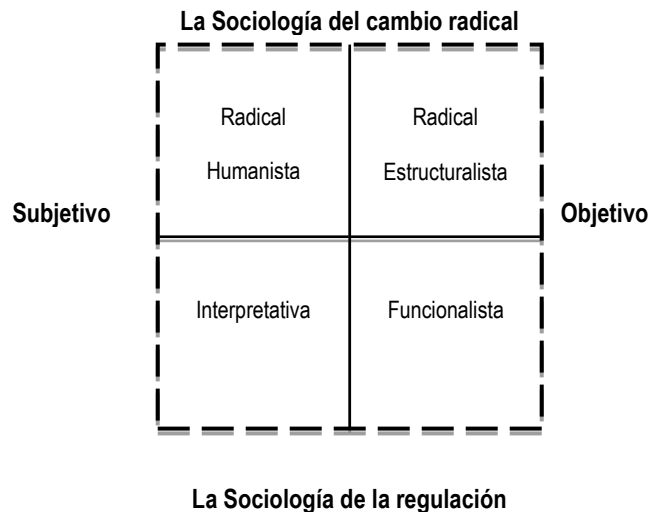 La Sociología del cambio radical
Radical
Humanista
Radical
Estructuralista
Subjetivo
Objetivo
Interpretativa
Funcionalista
La Sociología de la regulación